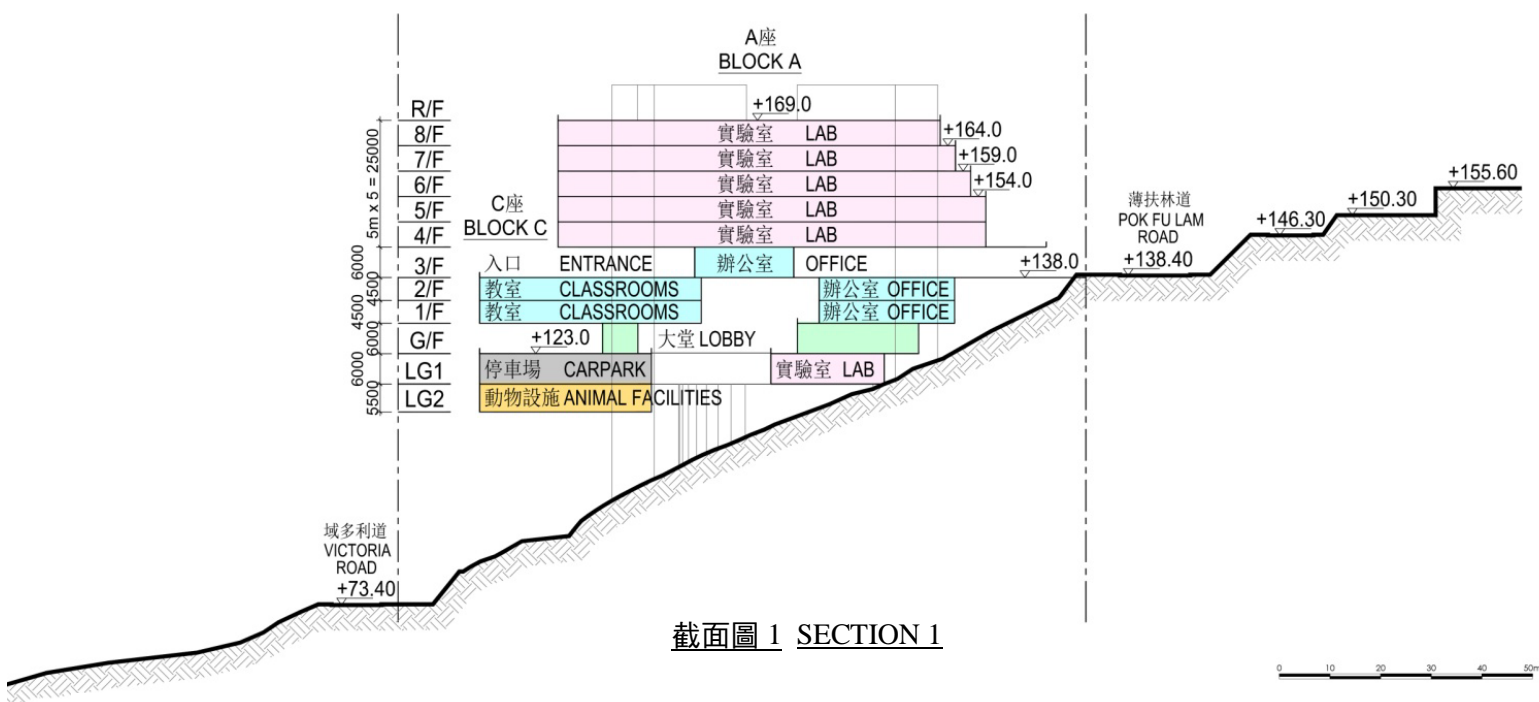 A座
BLOCK A
R/F
+169.0
8/F
實驗室 LAB
+164.0
7/F
實驗室 LAB
+159.0
6/F
實驗室 LAB
+154.0
5/F
實驗室 LAB
4/F
實驗室 LAB
5m x 5 = 25000
C座
BLOCK C
6000
3/F
入口 ENTRANCE
辦公室 OFFICE
+138.0
4500
2/F
教室 CLASSROOMS
辦公室 OFFICE
4500
1/F
教室 CLASSROOMS
辦公室 OFFICE
6000
G/F
+123.0
大堂 LOBBY
6000
LG1
停車場 CARPARK
實驗室 LAB
5500
LG2
動物設施 ANIMAL FACILITIES
薄扶林道
POK FU LAM
ROAD
+138.40
+146.30
+150.30
+155.60
域多利道
VICTORIA
ROAD
+73.40
截面圖 1 SECTION 1
0 10 20 30 40 50m